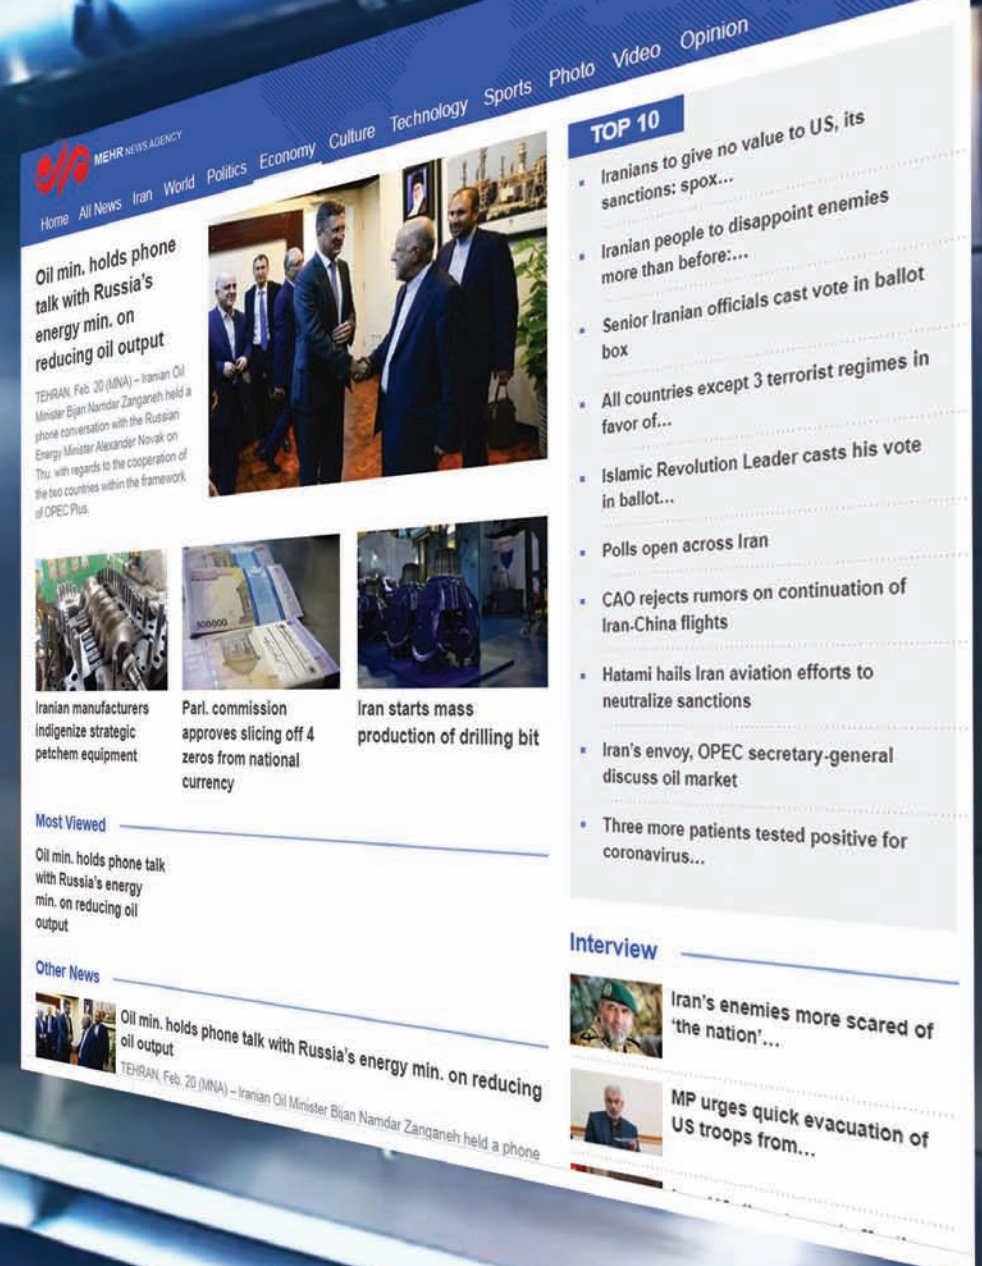 MEHR NEWS AGENCY
Home All News Iran World Politics Economy Culture Technology Sports Photo Video Opinion
Oil min. holds phone
talk with Russia's
energy min. on
reducing oil output
TEHRAN, Feb. 20 (MNA) – Iranian Oil
Minister Bijan Namdar Zanganeh held a
phone conversation with the Russian
Energy Minister Alexander Novak on
Thu. with regards to the cooperation of
the two countries within the framework
of OPEC Plus.
500000
Iranian manufacturers
indigenize strategic
petchem equipment
Parl. commission
approves slicing off 4
zeros from national
currency
Iran starts mass
production of drilling bit
Most Viewed
Oil min. holds phone talk
with Russia's energy
min. on reducing oil
output
Other News
Oil min. holds phone talk with Russia's energy min. on reducing
oil output
TEHRAN, Feb. 20 (MNA) – Iranian Oil Minister Bijan Namdar Zanganeh held a phone
TOP 10
Iranians to give no value to US, its
sanctions: spox...
Iranian people to disappoint enemies
more than before:...
Senior Iranian officials cast vote in ballot
box
All countries except 3 terrorist regimes in
favor of...
Islamic Revolution Leader casts his vote
in ballot...
Polls open across Iran
CAO rejects rumors on continuation of
Iran-China flights
Hatami hails Iran aviation efforts to
neutralize sanctions
Iran's envoy, OPEC secretary-general
discuss oil market
Three more patients tested positive for
coronavirus...
Interview
Iran's enemies more scared of
'the nation'...
MP urges quick evacuation of
US troops from...